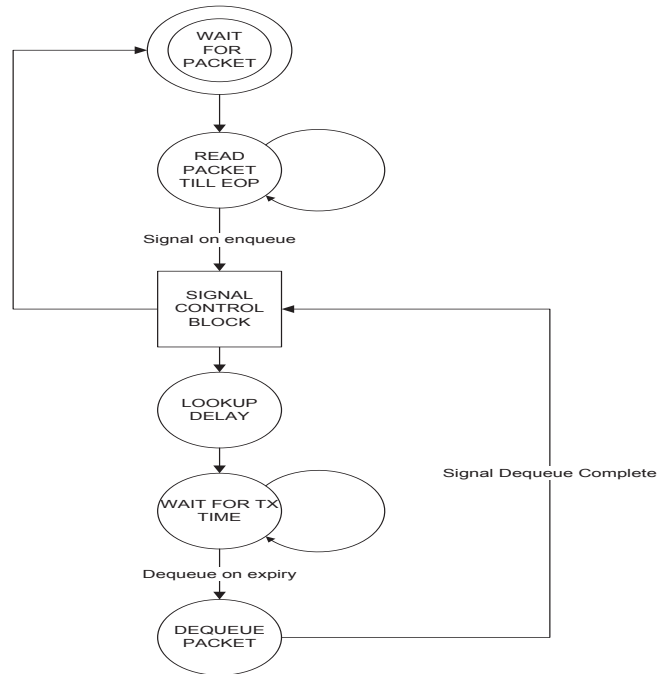 WAIT
FOR
PACKET
READ
PACKET
TILL EOP
Signal on enqueue
SIGNAL
CONTROL
BLOCK
LOOKUP
DELAY
Signal Dequeue Complete
WAIT FOR TX
TIME
Dequeue on expiry
DEQUEUE
PACKET